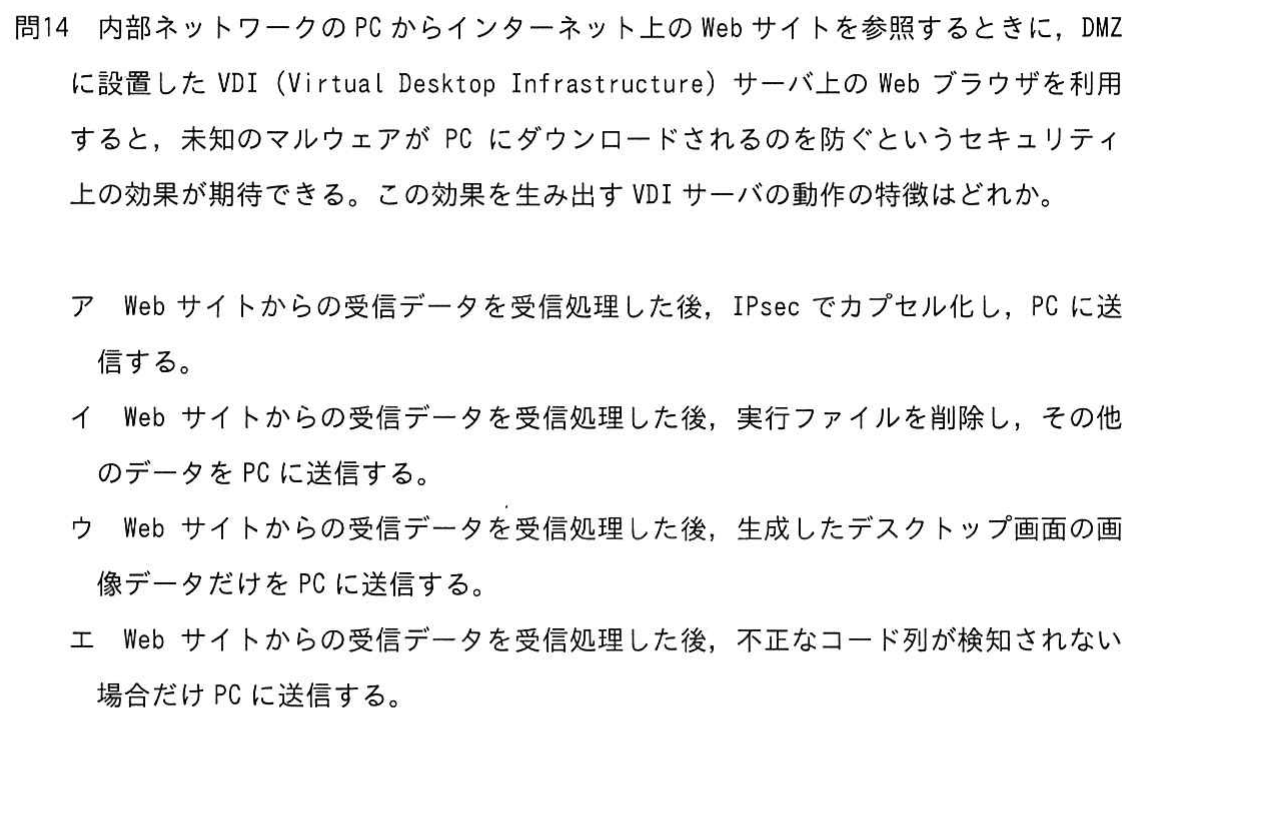 問14　内部ネットワークの PC からインターネット上の Web サイトを参照するときに，DMZ
に設置した VDI（Virtual Desktop Infrastructure）サーバ上の Web ブラウザを利用
すると，未知のマルウェアが PC にダウンロードされるのを防ぐというセキュリティ
上の効果が期待できる。この効果を生み出す VDI サーバの動作の特徴はどれか。
ア　Web サイトからの受信データを受信処理した後，IPsec でカプセル化し，PC に送
信する。
イ　Web サイトからの受信データを受信処理した後，実行ファイルを削除し，その他
のデータを PC に送信する。
ウ　Web サイトからの受信データを受信処理した後，生成したデスクトップ画面の画
像データだけを PC に送信する。
エ　Web サイトからの受信データを受信処理した後，不正なコード列が検知されない
場合だけ PC に送信する。